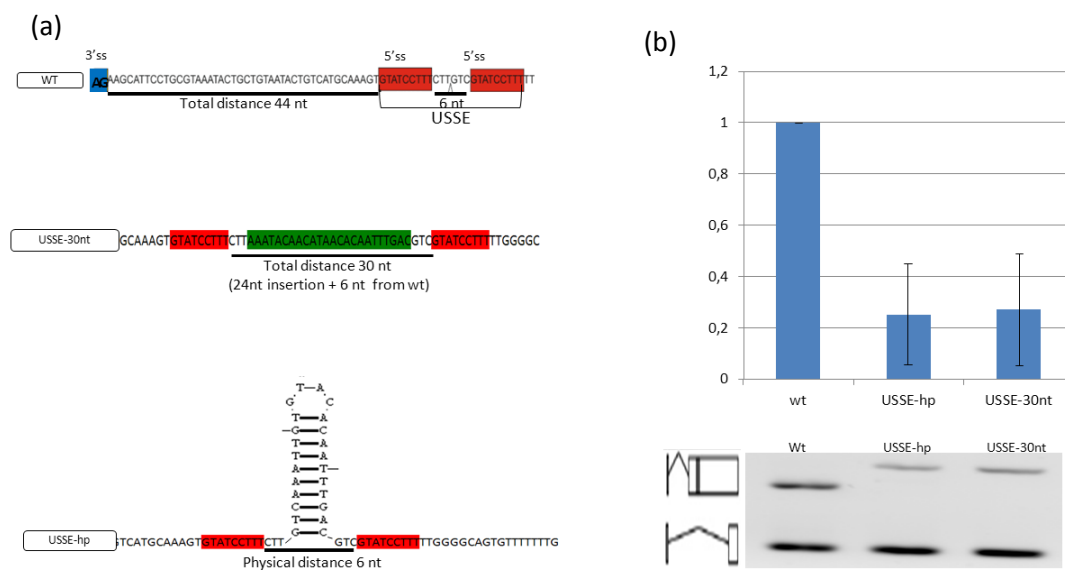 (a)
3'ss 5'ss 5'ss
WT AG AAGCATTCCTGCGTAAATACTGCTGTAATACTGTCATGCAAAGTGTATCCTTTCTTGTCGTATCCTTTTT
Total distance 44 nt 6 nt
USSE
USSE-30nt GCAAAGTGTATCCTTTCTTAAATACAACATAACACAATTTGACGTCGTATCCTTTTTGGGGC
Total distance 30 nt
(24nt insertion + 6 nt from wt)
T A
G C
T A
G C
T A
T A
A T
A T
A T
C G
T A
G C
USSE-hp GTCATGCAAAGTGTATCCTTTCTT GTCGTATCCTTTTTGGGGCAGTGTTTTTTTG
Physical distance 6 nt
(b)
1,2
1
0,8
0,6
0,4
0,2
0
wt USSE-hp USSE-30nt
Wt USSE-hp USSE-30nt